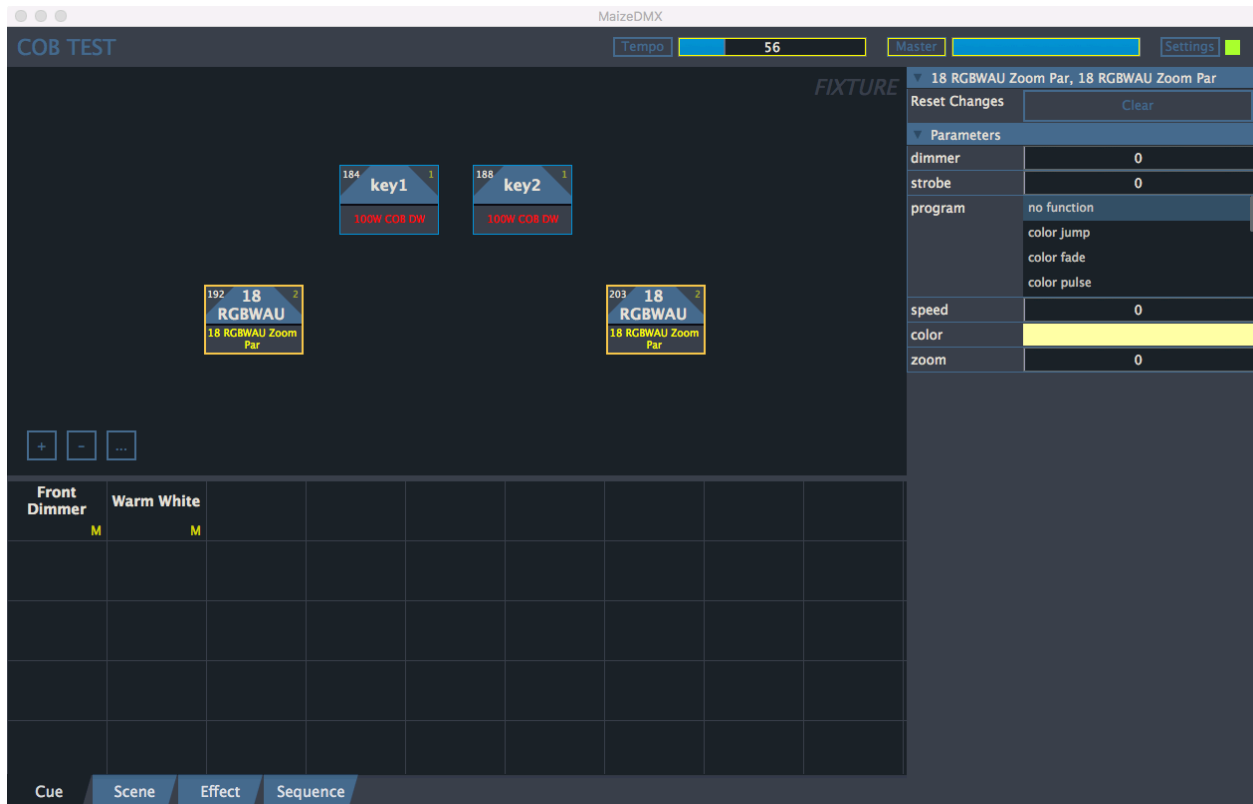 MaizeDMX
COB TEST
Tempo
56
Master
Settings
FIXTURE
184
key1
1
100W COB DW
188
key2
1
100W COB DW
192
18
2
RGBWAU
18 RGBWAU Zoom
Par
203
18
2
RGBWAU
18 RGBWAU Zoom
Par
+
-
...
18 RGBWAU Zoom Par, 18 RGBWAU Zoom Par
Reset Changes
Clear
Parameters
dimmer
0
strobe
0
program
no function
color jump
color fade
color pulse
speed
0
color
zoom
0
Front
Dimmer
M
Warm White
M
Cue
Scene
Effect
Sequence